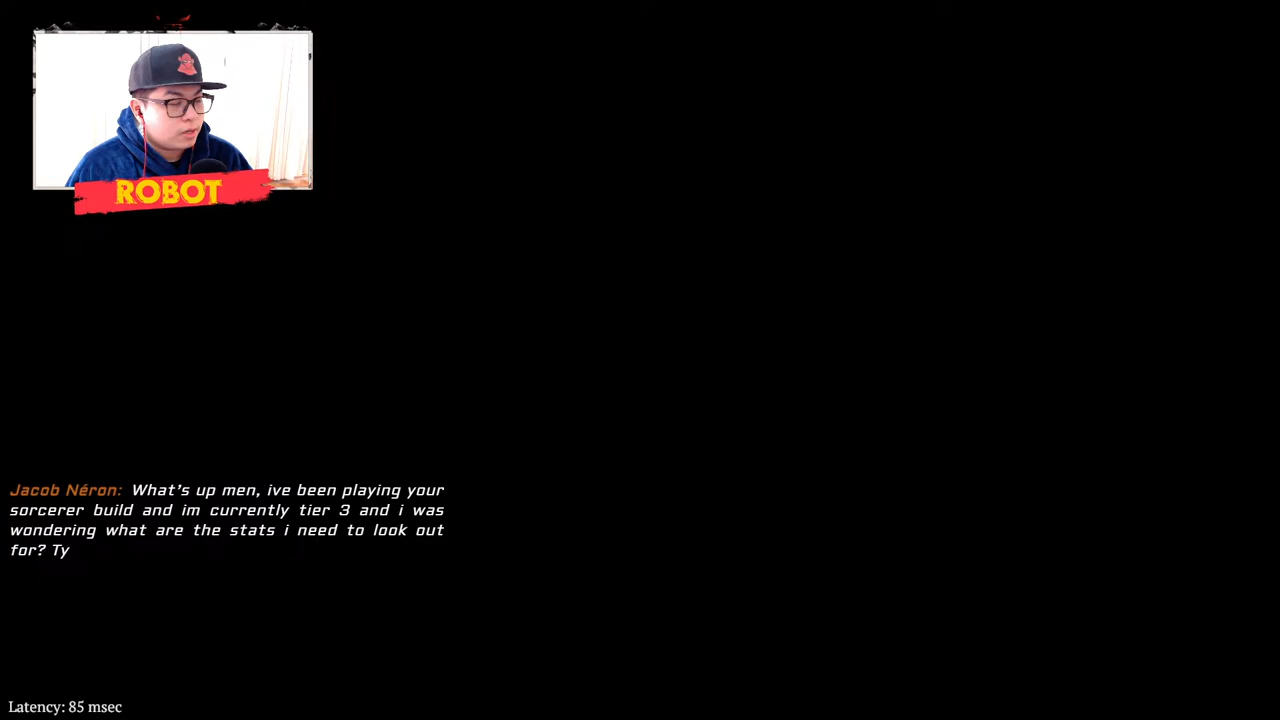 ROBOT
Jacob Néron: What's up men, ive been playing your
sorcerer build and im currently tier 3 and i was
wondering what are the stats i need to look out
for? Ty
Latency: 85 msec